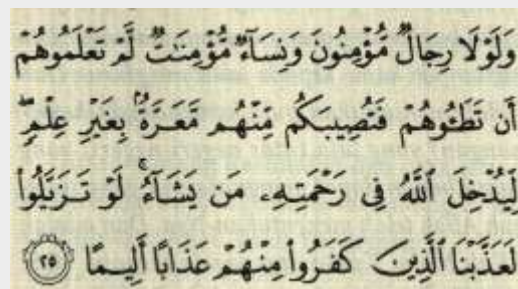 وَلَوْلَا رِجَالٌ مُّؤْمِنُونَ وَنِسَآءٌ مُّؤْمِنَٰتٌ لَّمْ تَعْلَمُوهُمْ
أَن تَطَـُٔوهُمْ فَتُصِيبَكُم مِّنْهُم مَّعَرَّةٌۢ بِغَيْرِ عِلْمٍۖ
لِّيُدْخِلَ ٱللَّهُ فِى رَحْمَتِهِۦ مَن يَشَآءُۚ لَوْ تَزَيَّلُوا۟
لَعَذَّبْنَا ٱلَّذِينَ كَفَرُوا۟ مِنْهُمْ عَذَابًا أَلِيمًا ۝٢٥